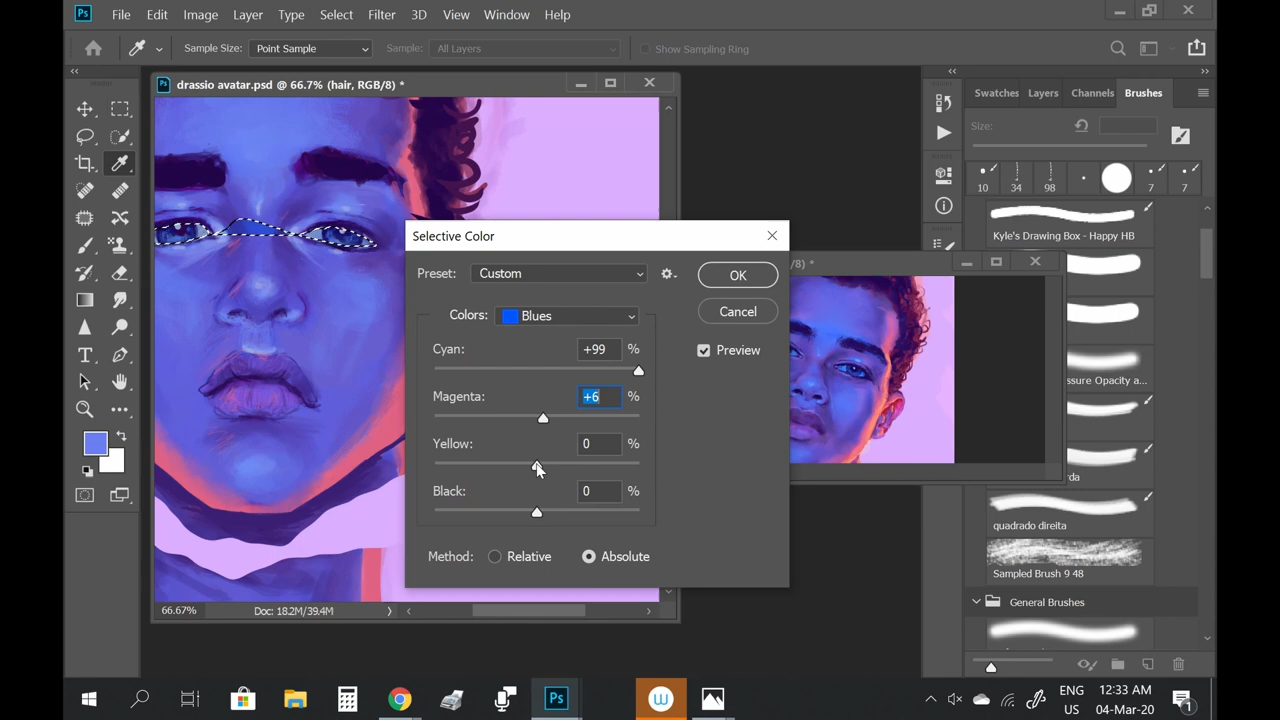 Ps File Edit Image Layer Type Select Filter 3D View Window Help
Sample Size: Point Sample Sample: All Layers Show Sampling Ring
Ps drassio avatar.psd @ 66.7% (hair, RGB/8) *
Swatches Layers Channels Brushes
Size:
10 34 98 7 7
Kyle's Drawing Box - Happy HB
Selective Color
/8) *
Preset: Custom OK
Colors: Blues Cancel
Cyan: +99 %
Preview
Magenta: +6 %
Yellow: 0 %
Black: 0 %
Method: Relative Absolute
ssure Opacity a...
rda
quadrado direita
Sampled Brush 9 48
General Brushes
66.67% Doc: 18.2M/39.4M
Ps
W
ENG
US
12:33 AM
04-Mar-20
1